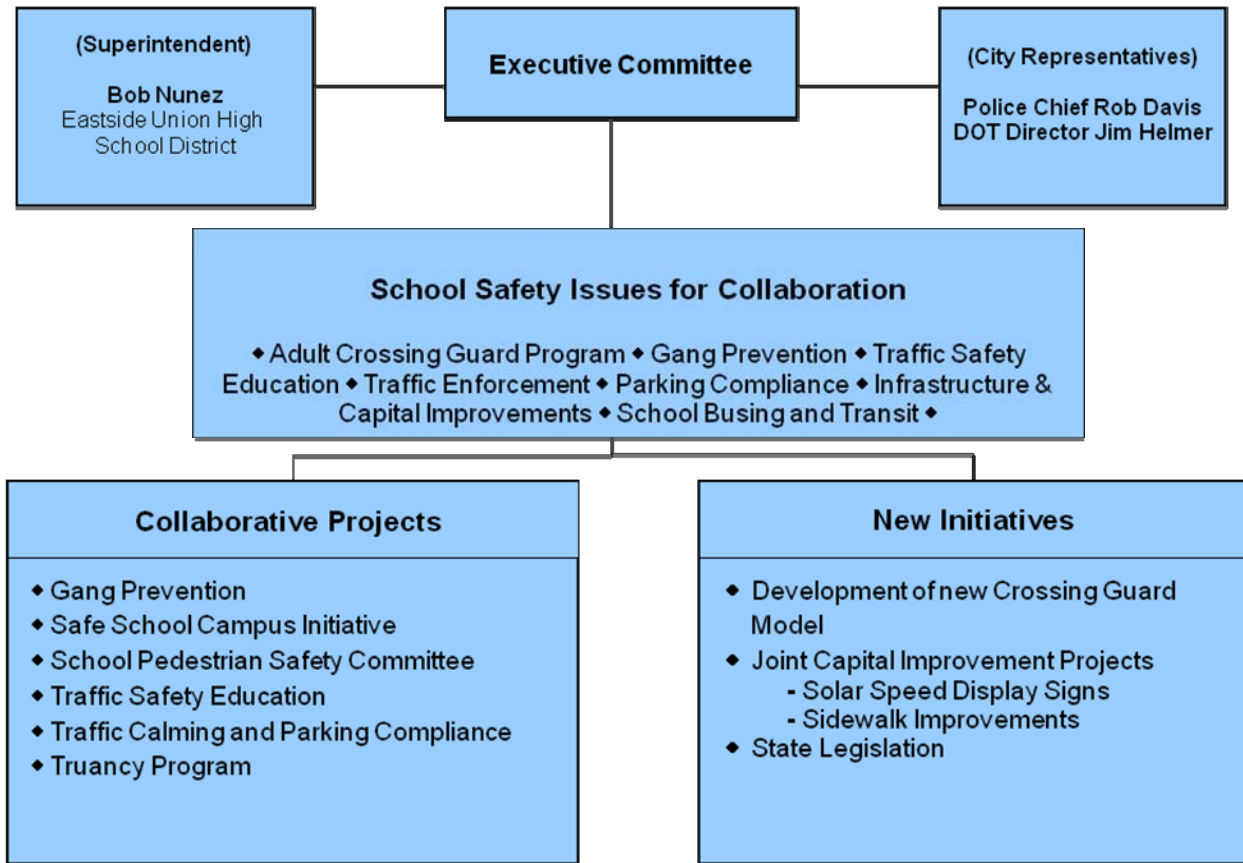 (Superintendent)
Bob Nunez
Eastside Union High
School District
Executive Committee
(City Representatives)
Police Chief Rob Davis
DOT Director Jim Helmer
School Safety Issues for Collaboration
◆ Adult Crossing Guard Program ◆ Gang Prevention ◆ Traffic Safety
Education ◆ Traffic Enforcement ◆ Parking Compliance ◆ Infrastructure &
Capital Improvements ◆ School Busing and Transit ◆
Collaborative Projects
◆ Gang Prevention
◆ Safe School Campus Initiative
◆ School Pedestrian Safety Committee
◆ Traffic Safety Education
◆ Traffic Calming and Parking Compliance
◆ Truancy Program
New Initiatives
◆ Development of new Crossing Guard
Model
◆ Joint Capital Improvement Projects
- Solar Speed Display Signs
- Sidewalk Improvements
◆ State Legislation